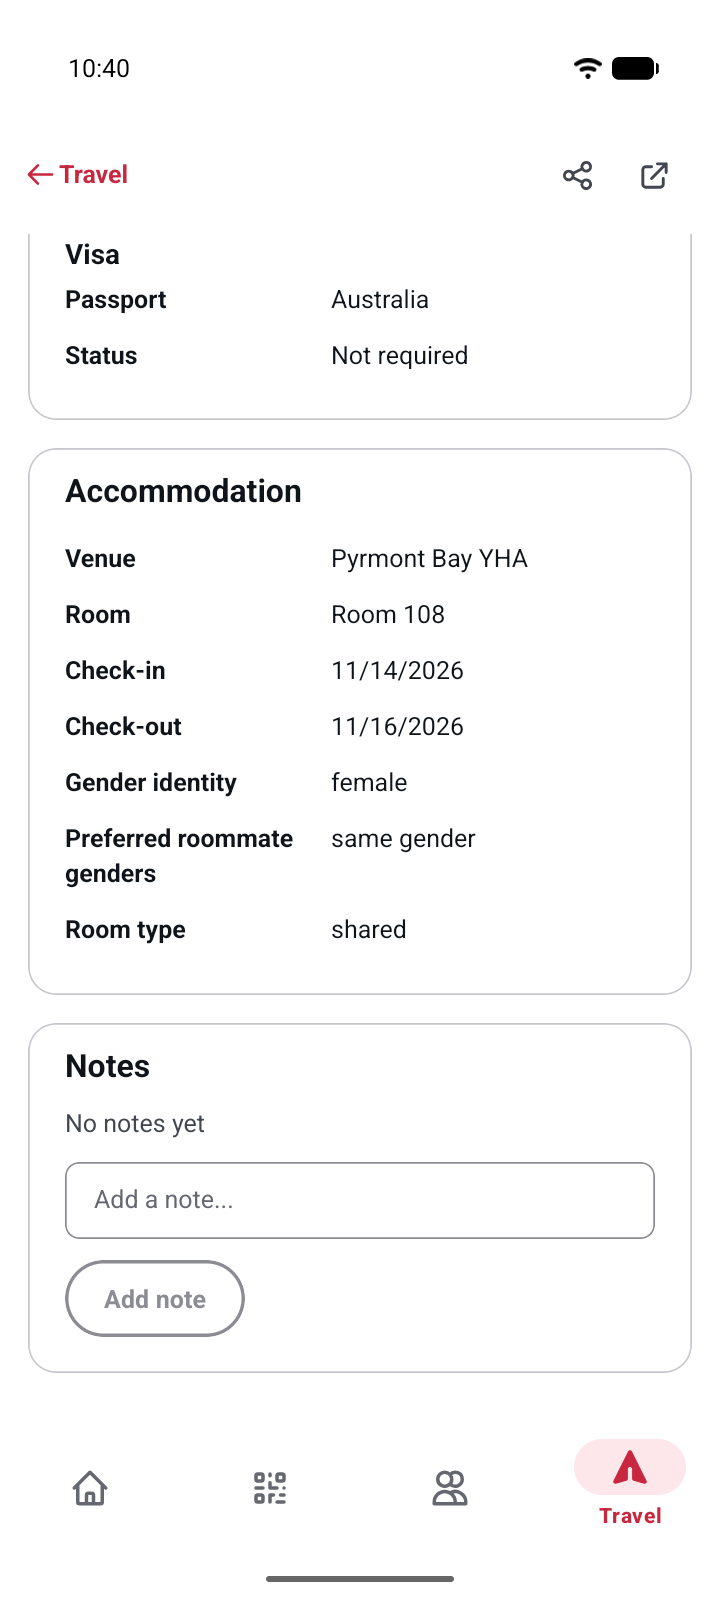 10:40
Travel
Visa
Passport Australia
Status Not required
Accommodation
Venue Pyrmont Bay YHA
Room Room 108
Check-in 11/14/2026
Check-out 11/16/2026
Gender identity female
Preferred roommate same gender
genders
Room type shared
Notes
No notes yet
Add a note...
Add note
Travel